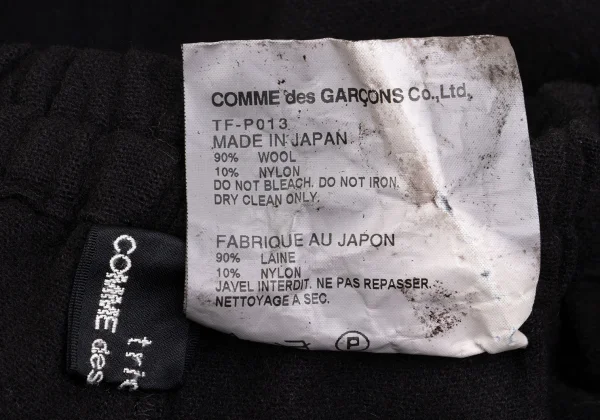 COMME des GARÇONS Co.,Ltd,
TF-P013
MADE IN JAPAN
90% WOOL
10% NYLON
DO NOT BLEACH. DO NOT IRON.
DRY CLEAN ONLY.
FABRIQUE AU JAPON
90% LAINE
10% NYLON
JAVEL INTERDIT. NE PAS REPASSER.
NETTOYAGE À SEC.
P
COMME des